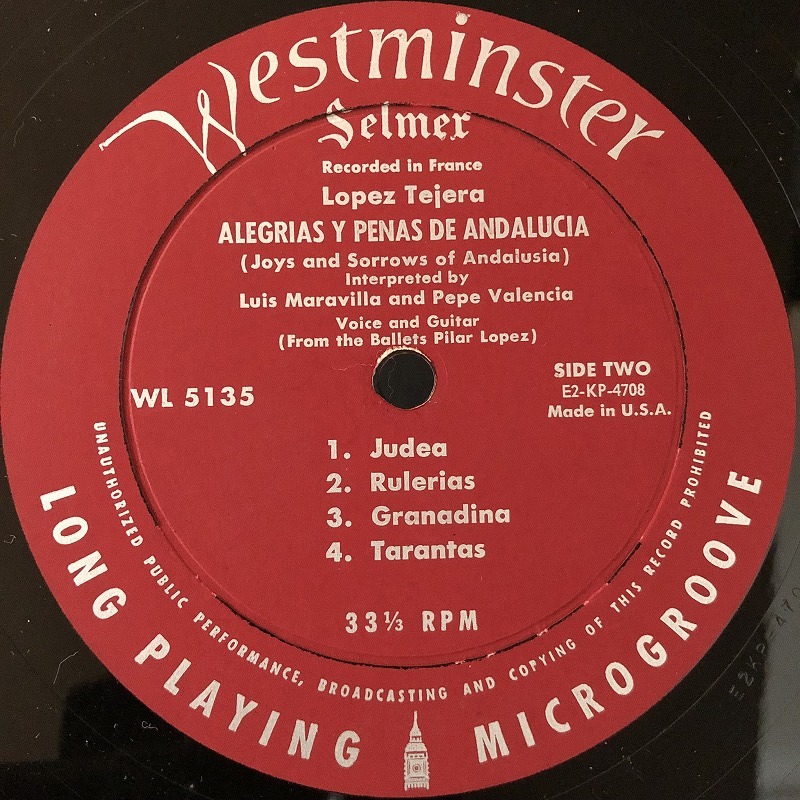 Westminster
Selmer
Recorded in France
Lopez Tejera
ALEGRIAS Y PENAS DE ANDALUCIA
(Joys and Sorrows of Andalusia)
Interpreted by
Luis Maravilla and Pepe Valencia
Voice and Guitar
(From the Ballets Pilar Lopez)
WL 5135
SIDE TWO
E2-KP-4708
Made in U.S.A.
1. Judea
2. Rulerias
3. Granadina
4. Tarantas
33⅓ RPM
UNAUTHORIZED PUBLIC PERFORMANCE, BROADCASTING AND COPYING OF THIS RECORD PROHIBITED
LONG PLAYING MICROGROOVE